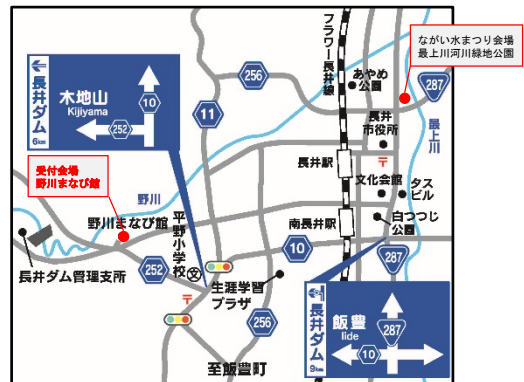 長井ダム
6km
木地山
Kijiyama
10
252
256
11
フラワー長井線
あやめ
公園
ながい水まつり会場
最上川河川緑地公園
287
最上川
長井
市役所
長井駅
〒
文化会館
タス
ビル
白つつじ
公園
南長井駅
受付会場
野川まなび館
野川
野川まなび館
平野小学校
文
10
287
長井ダム管理支所
252
〒
生涯学習
プラザ
256
至飯豊町
長井ダム
9km
飯豊
Iide
287
10